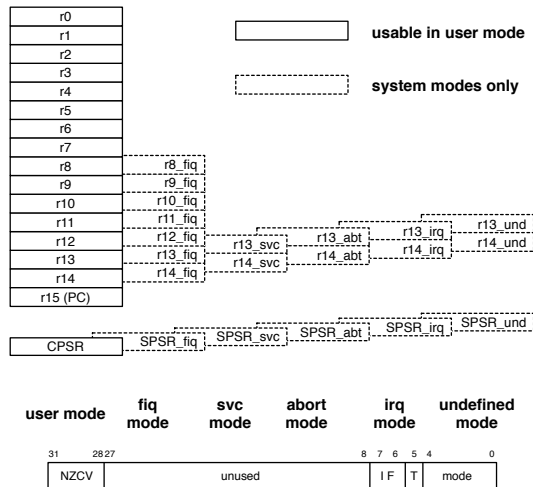 r0
r1
usable in user mode
r2
r3
r4
system modes only
r5
r6
r7
r8 r8_fiq
r9 r9_fiq
r10 r10_fiq
r11 r11_fiq r13_und
r12 r12_fiq r13_svc r13_abt r13_irq r14_und
r13 r13_fiq r14_svc r14_abt r14_irq
r14 r14_fiq
r15 (PC)
CPSR SPSR_fiq SPSR_svc SPSR_abt SPSR_irq SPSR_und
user mode fiq mode svc mode abort mode irq mode undefined mode
31 28 27 8 7 6 5 4 0
NZCV unused I F T mode